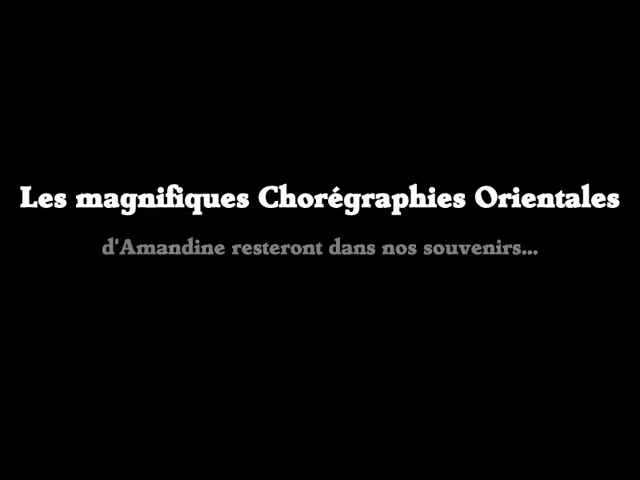 Les magnifiques Chorégraphies Orientales
d'Amandine resteront dans nos souvenirs...